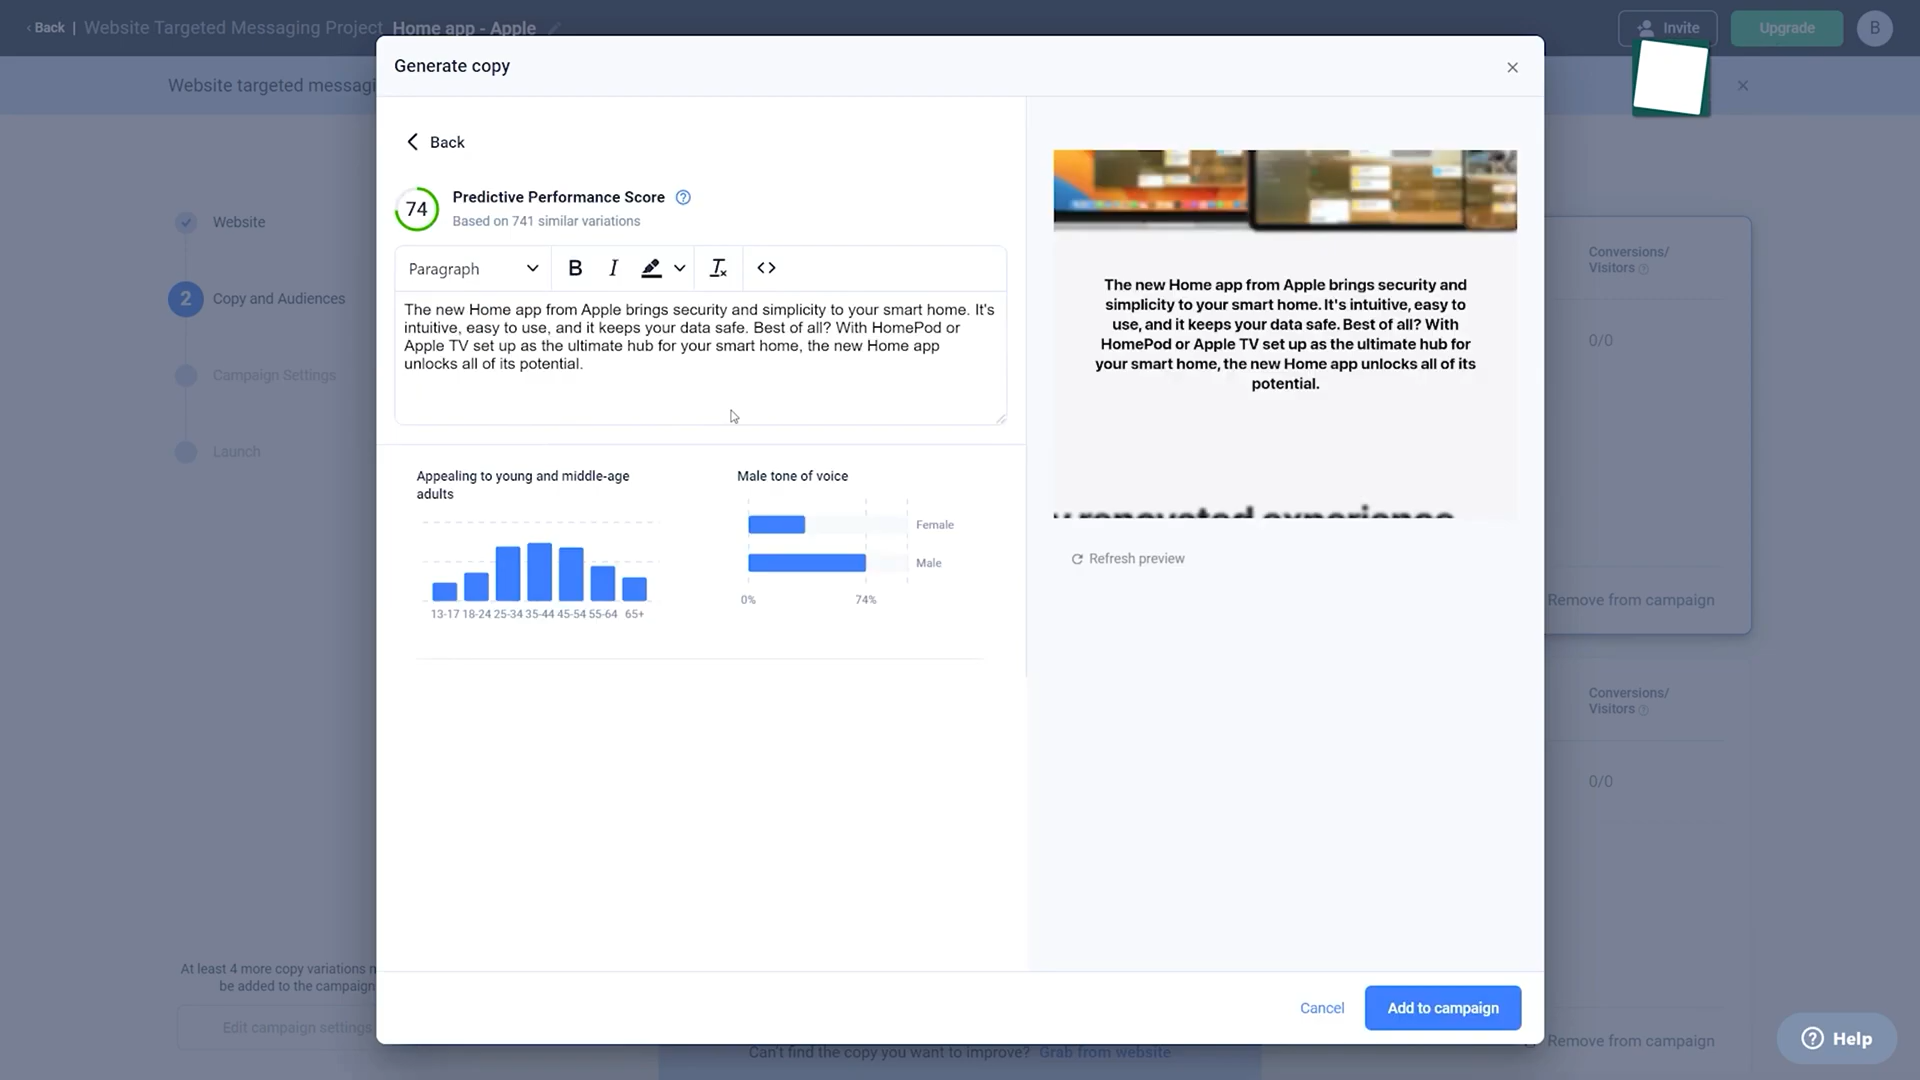 Back | Website Targeted Messaging Project Home app - Apple
Invite
Upgrade
B
Website targeted messagi
Generate copy
Back
74
Predictive Performance Score
Based on 741 similar variations
Paragraph
B
I
The new Home app from Apple brings security and simplicity to your smart home. It's
intuitive, easy to use, and it keeps your data safe. Best of all? With HomePod or
Apple TV set up as the ultimate hub for your smart home, the new Home app
unlocks all of its potential.
Appealing to young and middle-age
adults
13-17 18-24 25-34 35-44 45-54 55-64 65+
Male tone of voice
Female
Male
0% 74%
The new Home app from Apple brings security and
simplicity to your smart home. It's intuitive, easy to
use, and it keeps your data safe. Best of all? With
HomePod or Apple TV set up as the ultimate hub for
your smart home, the new Home app unlocks all of its
potential.
renovated experience
Refresh preview
Cancel
Add to campaign
Website
2
Copy and Audiences
Campaign Settings
Launch
At least 4 more copy variations n
be added to the campaign
Edit campaign settings
Conversions/
Visitors
0/0
Remove from campaign
Conversions/
Visitors
0/0
Remove from campaign
Can't find the copy you want to improve? Grab from website
Help